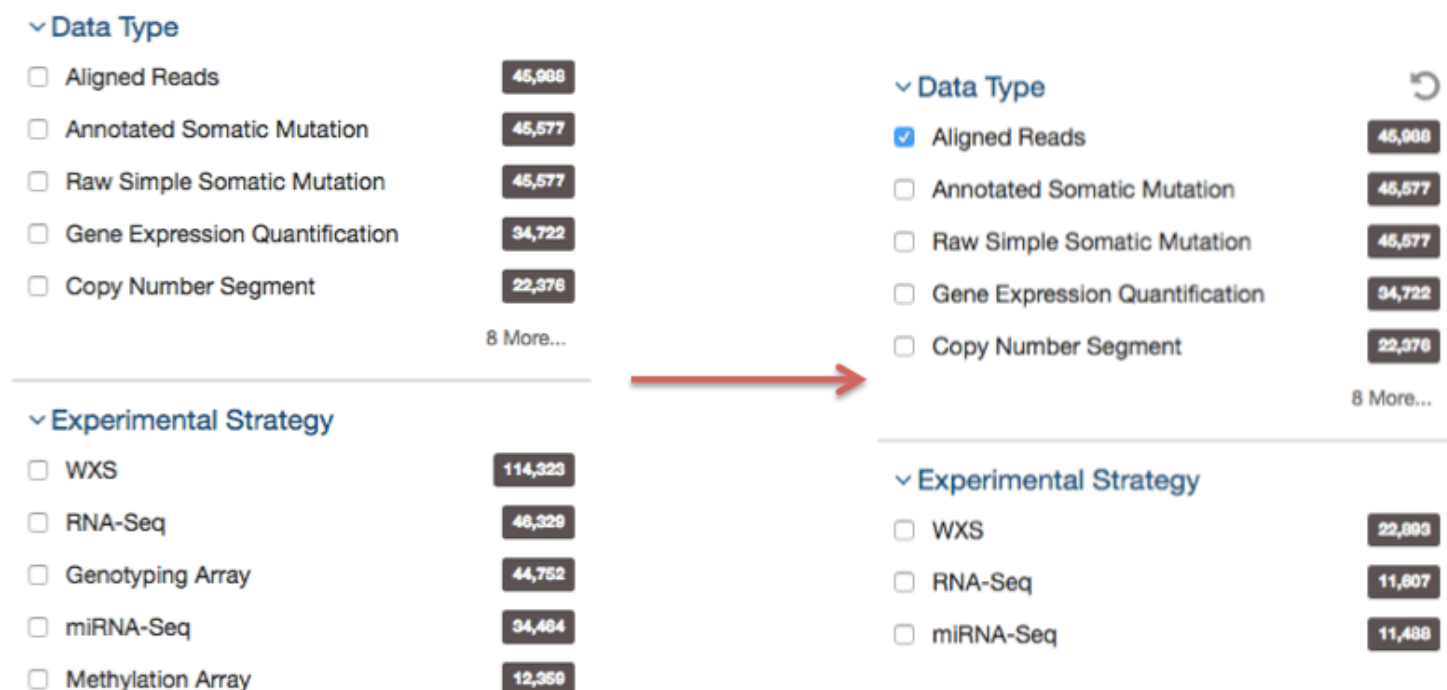 Data Type
Aligned Reads 45,988
Annotated Somatic Mutation 45,577
Raw Simple Somatic Mutation 45,577
Gene Expression Quantification 34,722
Copy Number Segment 22,376
8 More...
Experimental Strategy
WXS 114,323
RNA-Seq 46,329
Genotyping Array 44,752
miRNA-Seq 34,464
Methylation Array 12,359
Data Type
Aligned Reads 45,988
Annotated Somatic Mutation 45,577
Raw Simple Somatic Mutation 45,577
Gene Expression Quantification 34,722
Copy Number Segment 22,376
8 More...
Experimental Strategy
WXS 22,893
RNA-Seq 11,607
miRNA-Seq 11,488